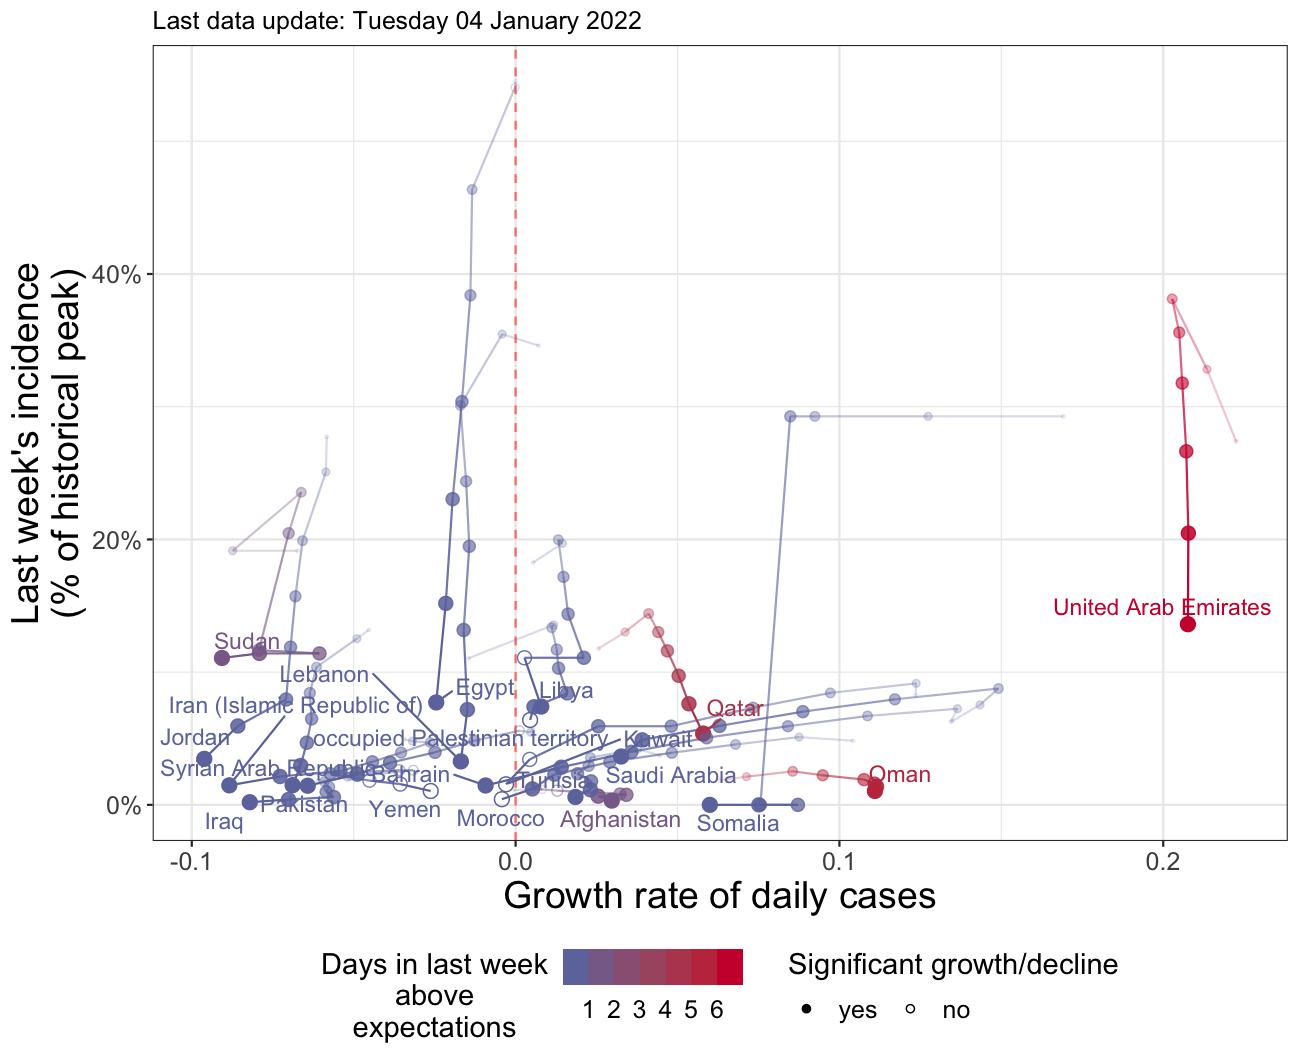 Last data update: Tuesday 04 January 2022
Last week's incidence
(% of historical peak)
40%
20%
0%
United Arab Emirates
Sudan
Lebanon
Egypt
Libya
Iran (Islamic Republic of)
Qatar
Jordan
occupied Palestinian territory
Kuwait
Syrian Arab Republic
Bahrain
Tunisia
Saudi Arabia
Oman
Pakistan
Yemen
Iraq
Morocco
Afghanistan
Somalia
-0.1
0.0
0.1
0.2
Growth rate of daily cases
Days in last week
above
expectations
1 2 3 4 5 6
Significant growth/decline
yes
no